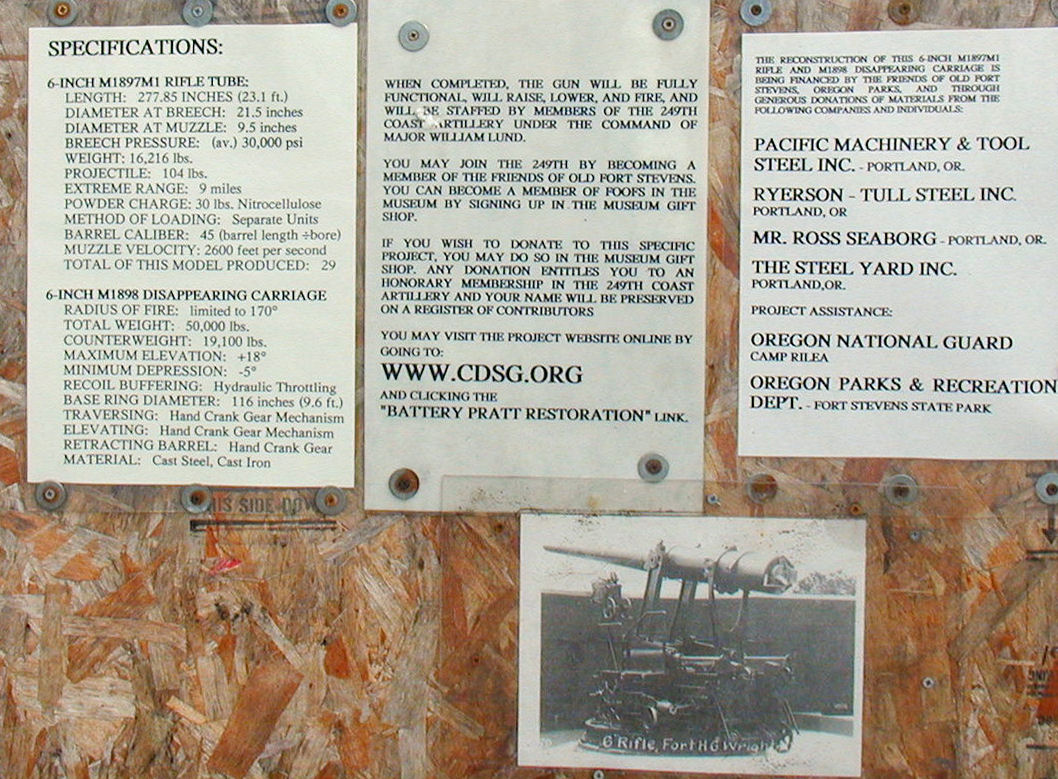 SPECIFICATIONS:
6-INCH M1897M1 RIFLE TUBE:
LENGTH: 277.85 INCHES (23.1 ft.)
DIAMETER AT BREECH: 21.5 inches
DIAMETER AT MUZZLE: 9.5 inches
BREECH PRESSURE: (av.) 30,000 psi
WEIGHT: 16,216 lbs.
PROJECTILE: 104 lbs.
EXTREME RANGE: 9 miles
POWDER CHARGE: 30 lbs. Nitrocellulose
METHOD OF LOADING: Separate Units
BARREL CALIBER: 45 (barrel length ÷bore)
MUZZLE VELOCITY: 2600 feet per second
TOTAL OF THIS MODEL PRODUCED: 29
6-INCH M1898 DISAPPEARING CARRIAGE
RADIUS OF FIRE: limited to 170°
TOTAL WEIGHT: 50,000 lbs.
COUNTERWEIGHT: 19,100 lbs.
MAXIMUM ELEVATION: +18°
MINIMUM DEPRESSION: -5°
RECOIL BUFFERING: Hydraulic Throttling
BASE RING DIAMETER: 116 inches (9.6 ft.)
TRAVERSING: Hand Crank Gear Mechanism
ELEVATING: Hand Crank Gear Mechanism
RETRACTING BARREL: Hand Crank Gear
MATERIAL: Cast Steel, Cast Iron
WHEN COMPLETED, THE GUN WILL BE FULLY
FUNCTIONAL, WILL RAISE, LOWER, AND FIRE, AND
WILL BE STAFFED BY MEMBERS OF THE 249TH
COAST ARTILLERY UNDER THE COMMAND OF
MAJOR WILLIAM LUND.
YOU MAY JOIN THE 249TH BY BECOMING A
MEMBER OF THE FRIENDS OF OLD FORT STEVENS.
YOU CAN BECOME A MEMBER OF FOOFS IN THE
MUSEUM BY SIGNING UP IN THE MUSEUM GIFT
SHOP.
IF YOU WISH TO DONATE TO THIS SPECIFIC
PROJECT, YOU MAY DO SO IN THE MUSEUM GIFT
SHOP. ANY DONATION ENTITLES YOU TO AN
HONORARY MEMBERSHIP IN THE 249TH COAST
ARTILLERY AND YOUR NAME WILL BE PRESERVED
ON A REGISTER OF CONTRIBUTORS
YOU MAY VISIT THE PROJECT WEBSITE ONLINE BY
GOING TO:
WWW.CDSG.ORG
AND CLICKING THE
"BATTERY PRATT RESTORATION" LINK.
THE RECONSTRUCTION OF THIS 6-INCH M1897M1
RIFLE AND M1898 DISAPPEARING CARRIAGE IS
BEING FINANCED BY THE FRIENDS OF OLD FORT
STEVENS, OREGON PARKS, AND THROUGH
GENEROUS DONATIONS OF MATERIALS FROM THE
FOLLOWING COMPANIES AND INDIVIDUALS:
PACIFIC MACHINERY & TOOL
STEEL INC. - PORTLAND, OR.
RYERSON - TULL STEEL INC.
PORTLAND, OR
MR. ROSS SEABORG - PORTLAND, OR.
THE STEEL YARD INC.
PORTLAND, OR.
PROJECT ASSISTANCE:
OREGON NATIONAL GUARD
CAMP RILEA
OREGON PARKS & RECREATION
DEPT. - FORT STEVENS STATE PARK
THIS SIDE DOWN
6 Rifle, Fort H G Wright